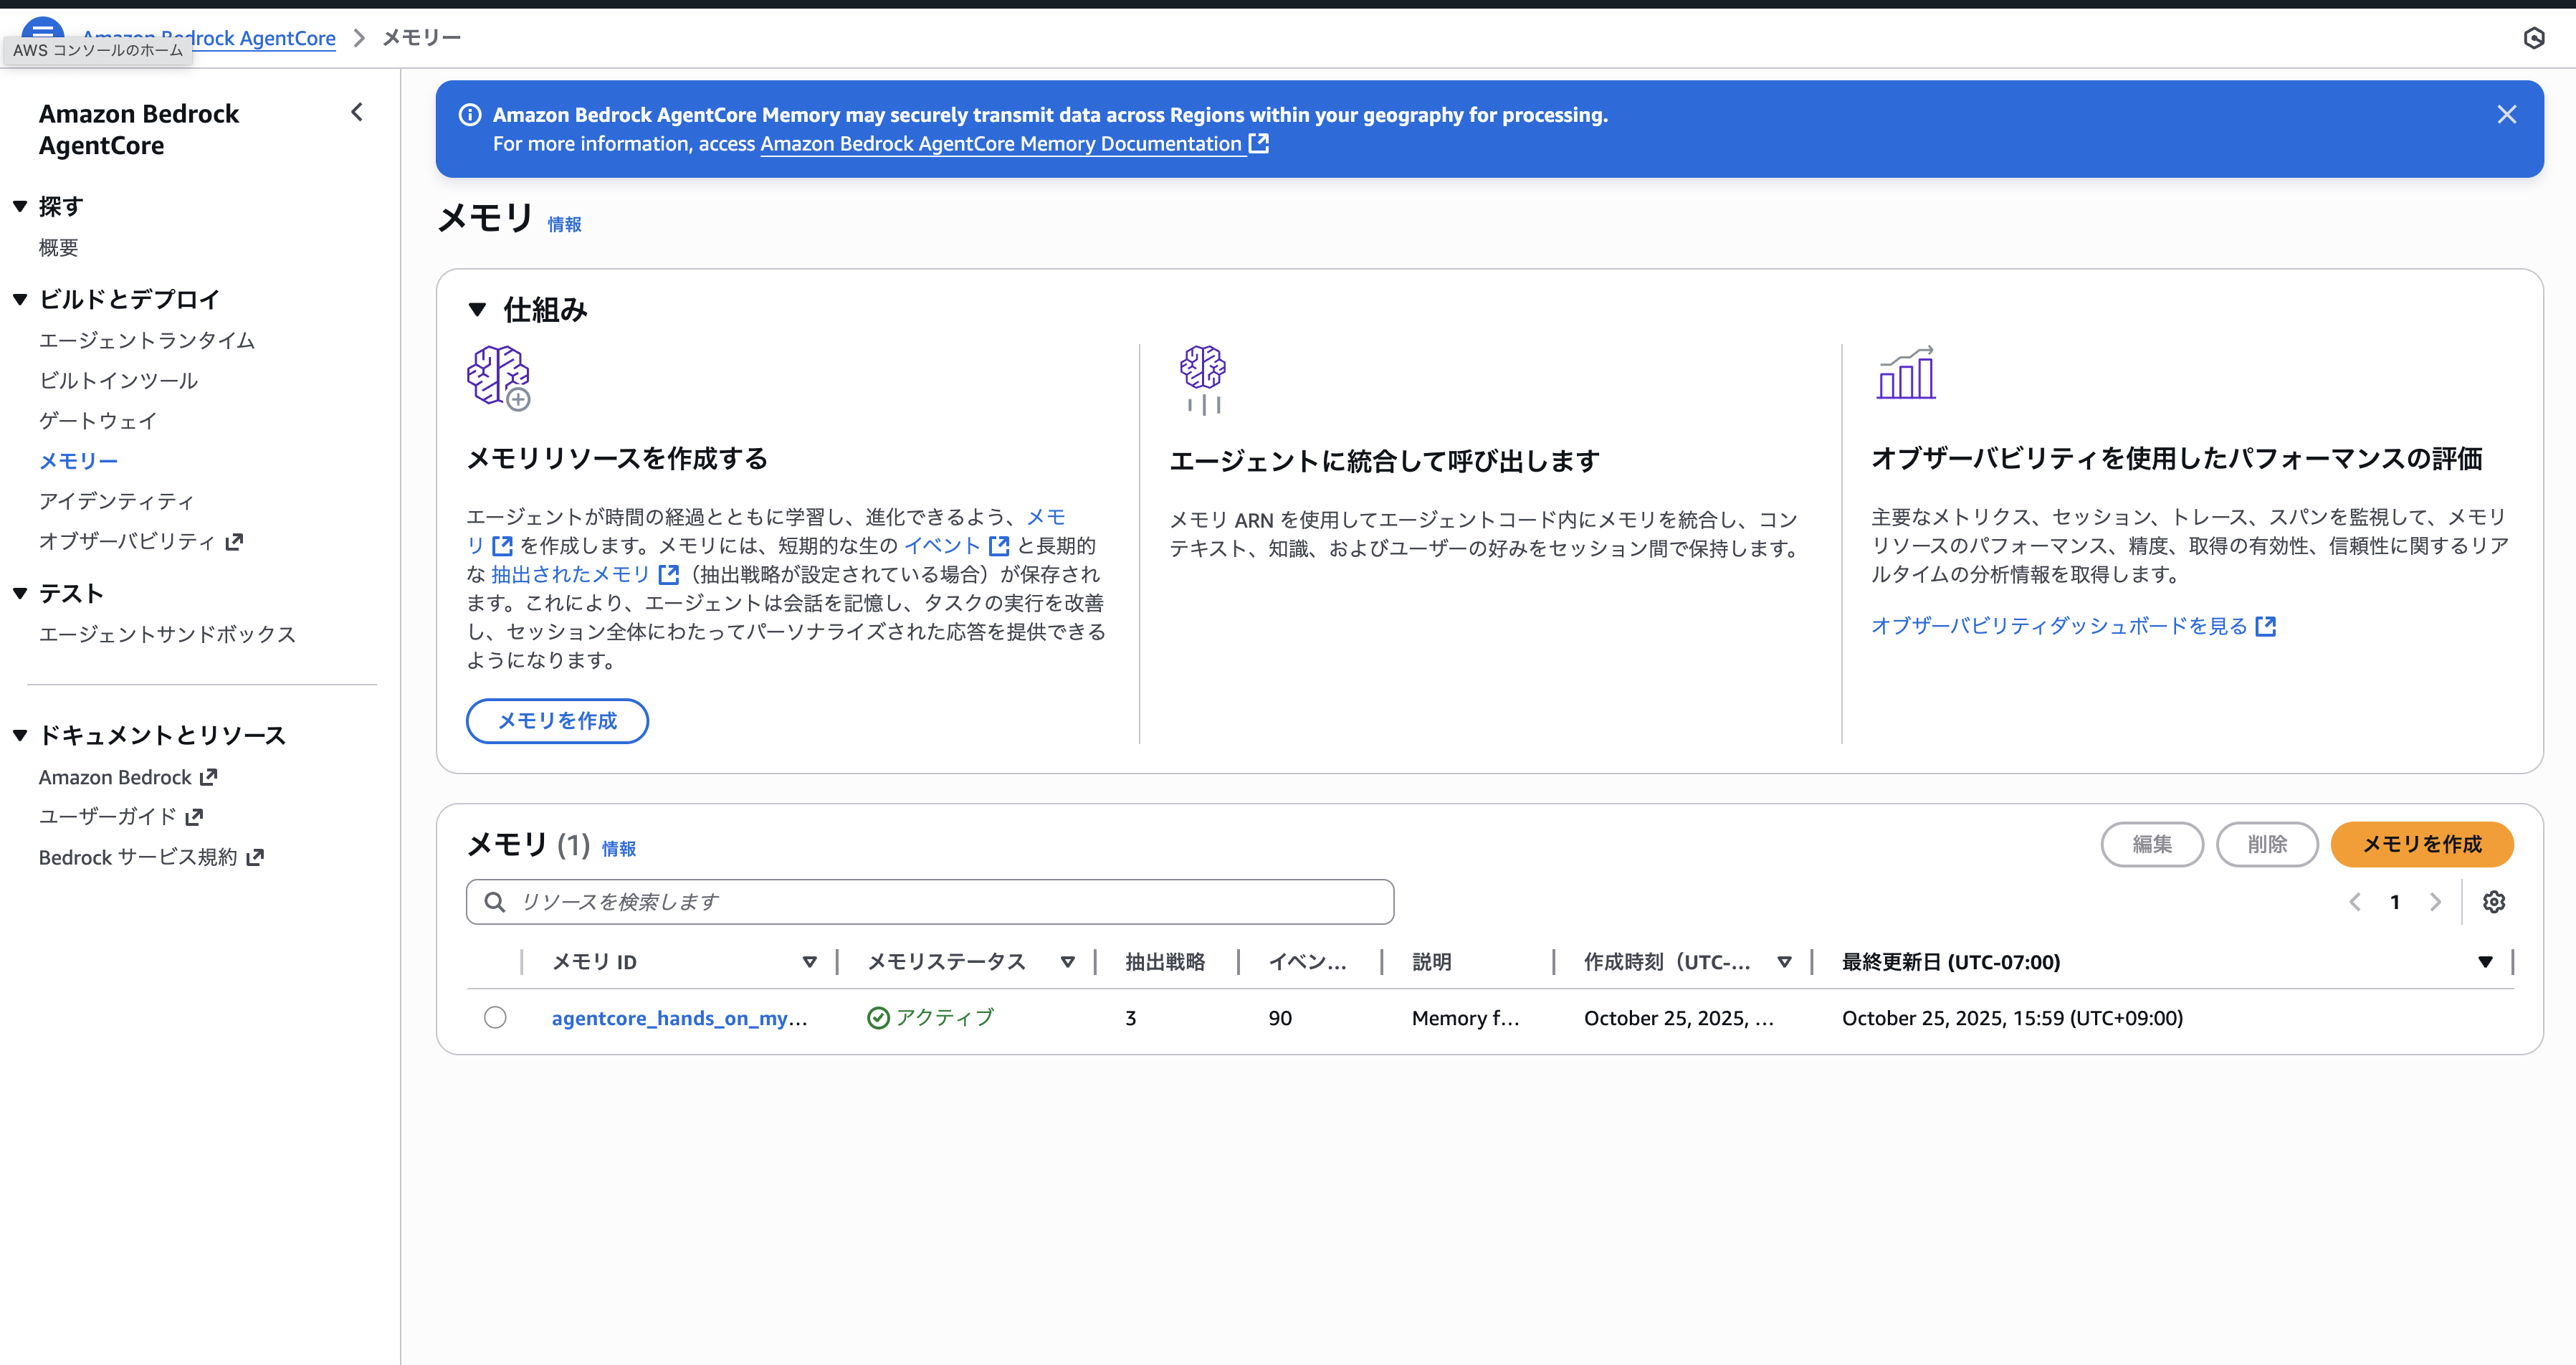 Amazon Bedrock AgentCore > メモリー
AWS コンソールのホーム
Amazon Bedrock
AgentCore
探す
概要
ビルドとデプロイ
エージェントランタイム
ビルトインツール
ゲートウェイ
メモリー
アイデンティティ
オブザーバビリティ
テスト
エージェントサンドボックス
ドキュメントとリソース
Amazon Bedrock
ユーザーガイド
Bedrock サービス規約
Amazon Bedrock AgentCore Memory may securely transmit data across Regions within your geography for processing.
For more information, access Amazon Bedrock AgentCore Memory Documentation
メモリ 情報
仕組み
メモリリソースを作成する
エージェントが時間の経過とともに学習し、進化できるよう、メモ
リ を作成します。メモリには、短期的な生の イベント と長期的
な 抽出されたメモリ （抽出戦略が設定されている場合）が保存され
ます。これにより、エージェントは会話を記憶し、タスクの実行を改善
し、セッション全体にわたってパーソナライズされた応答を提供できる
ようになります。
メモリを作成
エージェントに統合して呼び出します
メモリ ARN を使用してエージェントコード内にメモリを統合し、コン
テキスト、知識、およびユーザーの好みをセッション間で保持します。
オブザーバビリティを使用したパフォーマンスの評価
主要なメトリクス、セッション、トレース、スパンを監視して、メモリ
リソースのパフォーマンス、精度、取得の有効性、信頼性に関するリア
ルタイムの分析情報を取得します。
オブザーバビリティダッシュボードを見る
メモリ (1) 情報
編集 削除 メモリを作成
リソースを検索します
1
メモリ ID メモリステータス 抽出戦略 イベン... 説明 作成時刻（UTC-... 最終更新日 (UTC-07:00)
agentcore_hands_on_my... アクティブ 3 90 Memory f... October 25, 2025, ... October 25, 2025, 15:59 (UTC+09:00)